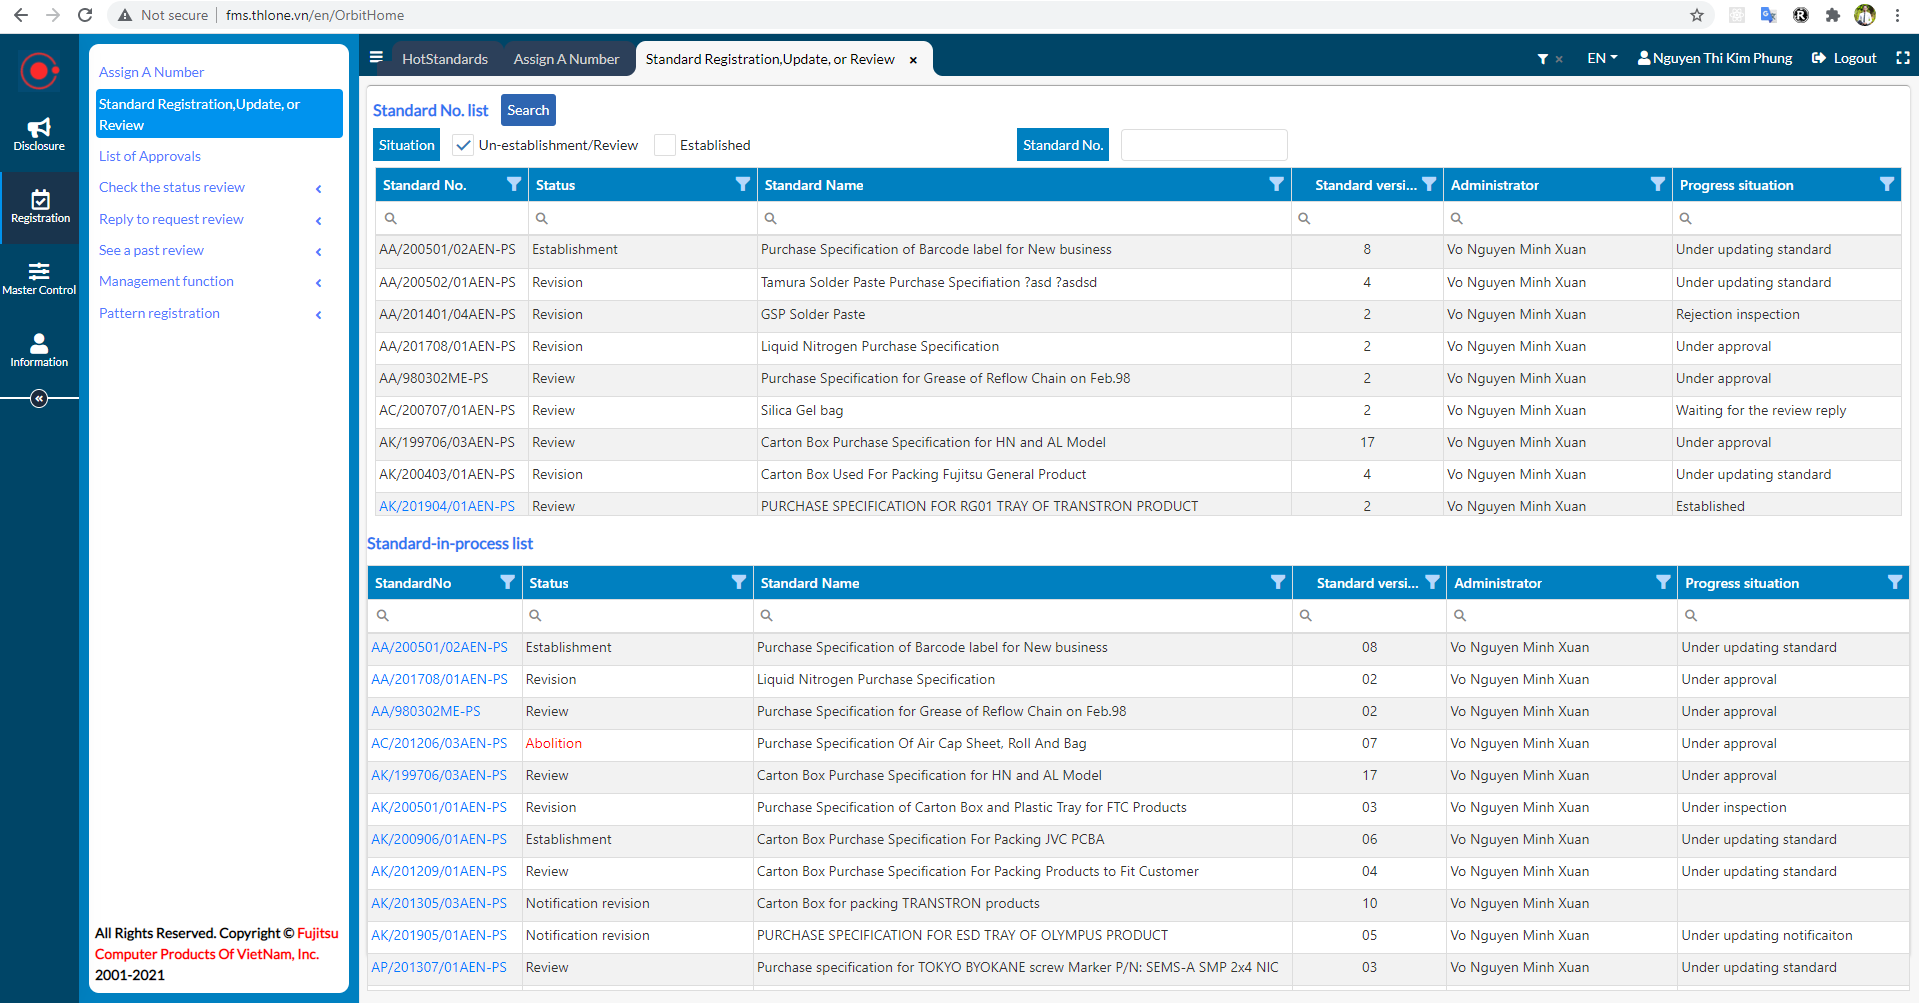 Not secure | fms.thlone.vn/en/OrbitHome
HotStandards Assign A Number Standard Registration,Update, or Review × EN Nguyen Thi Kim Phung Logout
Disclosure
Registration
Master Control
Information
Assign A Number
Standard Registration,Update, or
Review
List of Approvals
Check the status review
Reply to request review
See a past review
Management function
Pattern registration
All Rights Reserved. Copyright © Fujitsu
Computer Products Of VietNam, Inc.
2001-2021
Standard No. list Search
Situation Un-establishment/Review Established Standard No.
Standard No. Status Standard Name Standard versi... Administrator Progress situation
AA/200501/02AEN-PS Establishment Purchase Specification of Barcode label for New business 8 Vo Nguyen Minh Xuan Under updating standard
AA/200502/01AEN-PS Revision Tamura Solder Paste Purchase Specifiation ?asd ?asdsd 4 Vo Nguyen Minh Xuan Under updating standard
AA/201401/04AEN-PS Revision GSP Solder Paste 2 Vo Nguyen Minh Xuan Rejection inspection
AA/201708/01AEN-PS Revision Liquid Nitrogen Purchase Specification 2 Vo Nguyen Minh Xuan Under approval
AA/980302ME-PS Review Purchase Specification for Grease of Reflow Chain on Feb.98 2 Vo Nguyen Minh Xuan Under approval
AC/200707/01AEN-PS Review Silica Gel bag 2 Vo Nguyen Minh Xuan Waiting for the review reply
AK/199706/03AEN-PS Review Carton Box Purchase Specification for HN and AL Model 17 Vo Nguyen Minh Xuan Under approval
AK/200403/01AEN-PS Revision Carton Box Used For Packing Fujitsu General Product 4 Vo Nguyen Minh Xuan Under updating standard
AK/201904/01AEN-PS Review PURCHASE SPECIFICATION FOR RG01 TRAY OF TRANSTRON PRODUCT 2 Vo Nguyen Minh Xuan Established
Standard-in-process list
StandardNo Status Standard Name Standard versi... Administrator Progress situation
AA/200501/02AEN-PS Establishment Purchase Specification of Barcode label for New business 08 Vo Nguyen Minh Xuan Under updating standard
AA/201708/01AEN-PS Revision Liquid Nitrogen Purchase Specification 02 Vo Nguyen Minh Xuan Under approval
AA/980302ME-PS Review Purchase Specification for Grease of Reflow Chain on Feb.98 02 Vo Nguyen Minh Xuan Under approval
AC/201206/03AEN-PS Abolition Purchase Specification Of Air Cap Sheet, Roll And Bag 07 Vo Nguyen Minh Xuan Under approval
AK/199706/03AEN-PS Review Carton Box Purchase Specification for HN and AL Model 17 Vo Nguyen Minh Xuan Under approval
AK/200501/01AEN-PS Revision Purchase Specification of Carton Box and Plastic Tray for FTC Products 03 Vo Nguyen Minh Xuan Under inspection
AK/200906/01AEN-PS Establishment Carton Box Purchase Specification For Packing JVC PCBA 06 Vo Nguyen Minh Xuan Under updating standard
AK/201209/01AEN-PS Review Carton Box Purchase Specification For Packing Products to Fit Customer 04 Vo Nguyen Minh Xuan Under updating standard
AK/201305/03AEN-PS Notification revision Carton Box for packing TRANSTRON products 10 Vo Nguyen Minh Xuan
AK/201905/01AEN-PS Notification revision PURCHASE SPECIFICATION FOR ESD TRAY OF OLYMPUS PRODUCT 05 Vo Nguyen Minh Xuan Under updating notificaiton
AP/201307/01AEN-PS Review Purchase specification for TOKYO BYOKANE screw Marker P/N: SEMS-A SMP 2x4 NIC 03 Vo Nguyen Minh Xuan Under updating standard